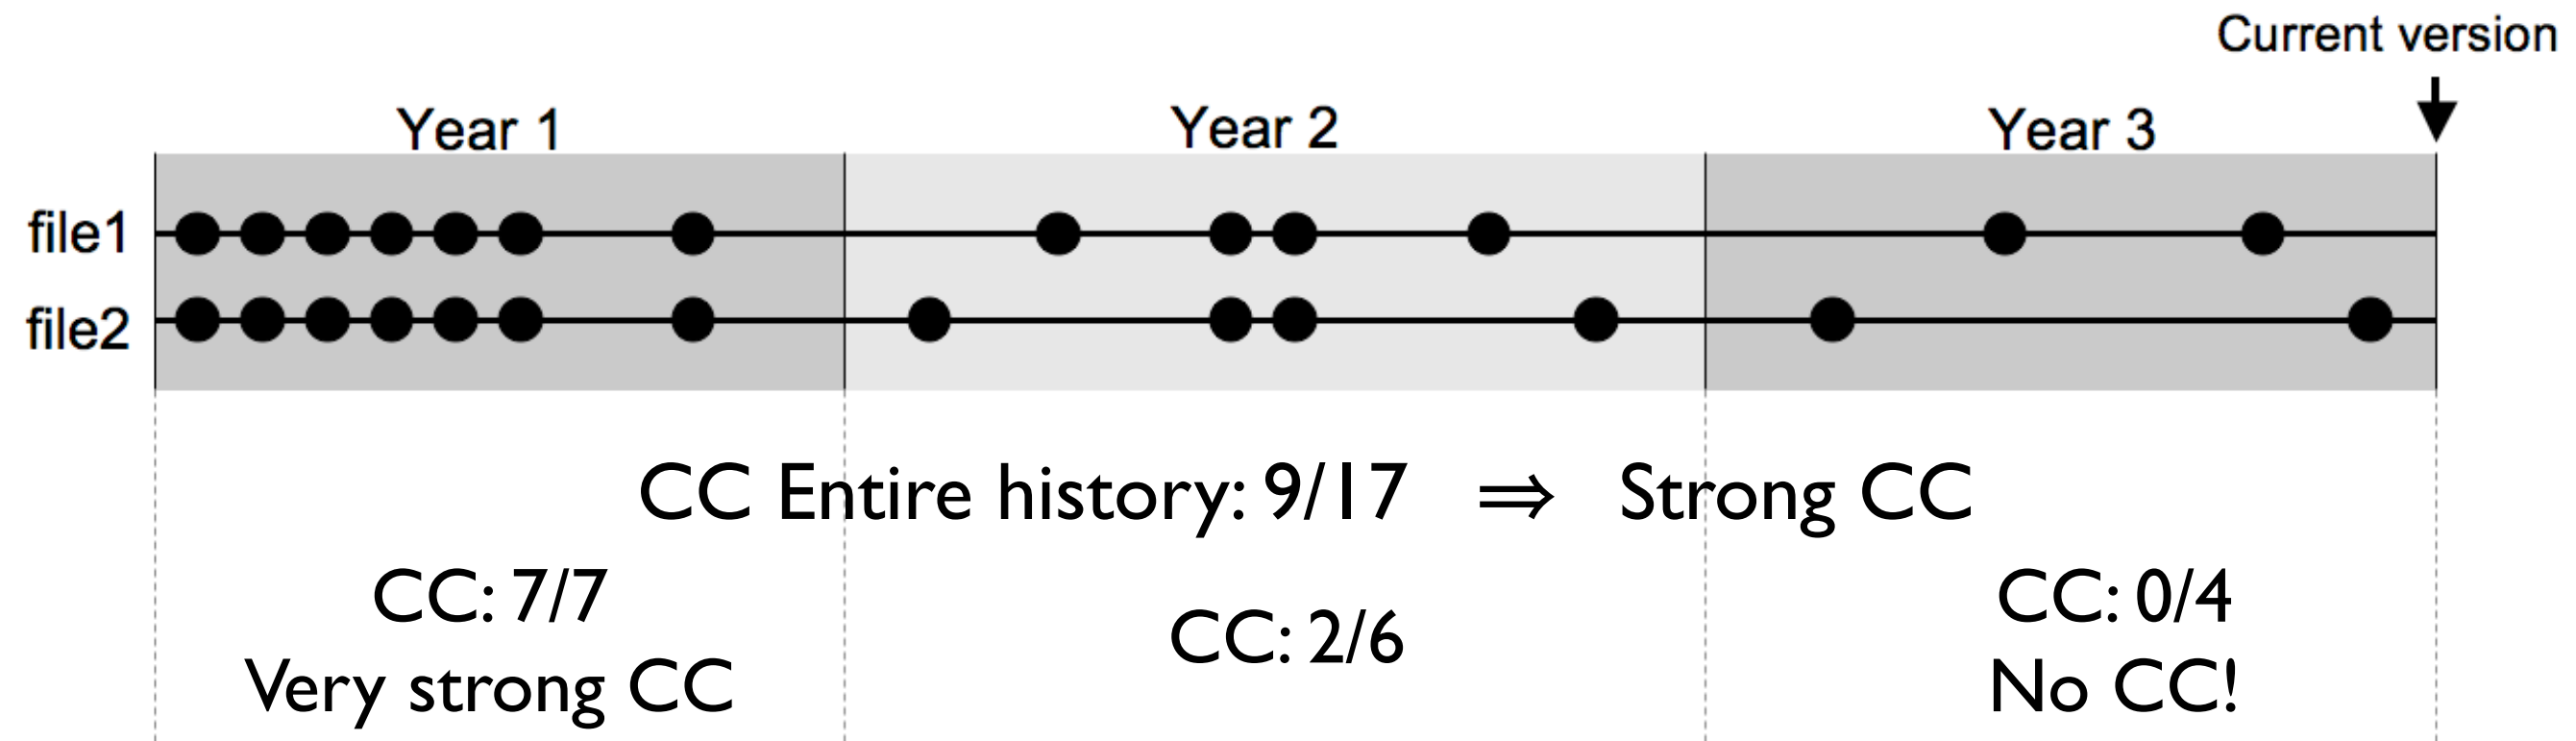 Current version
Year 1 Year 2 Year 3
file1
file2
CC Entire history: 9/17 ⇒ Strong CC
CC: 7/7
Very strong CC
CC: 2/6
CC: 0/4
No CC!